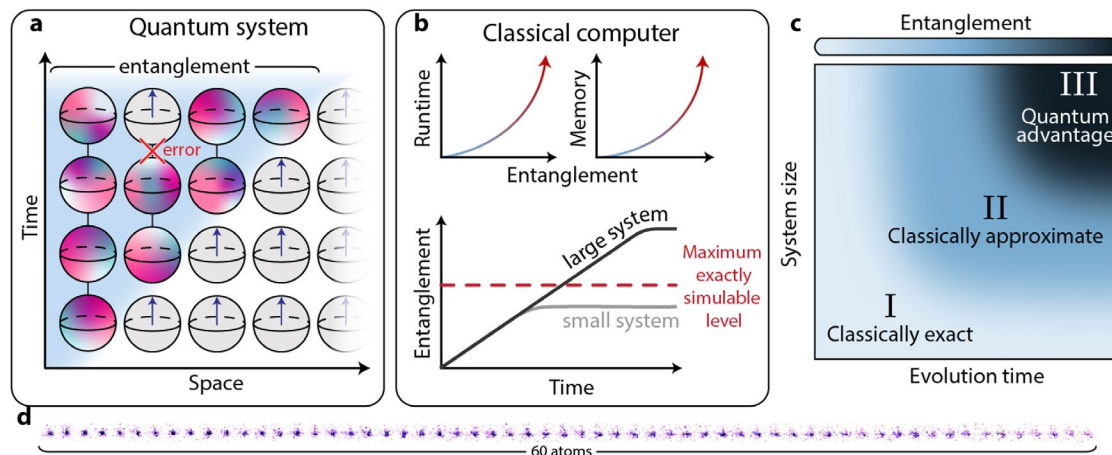 a
Quantum system
entanglement
error
Time
Space
b
Classical computer
Runtime
Memory
Entanglement
Entanglement
large system
small system
Maximum
exactly
simulable
level
Time
c
Entanglement
System size
III
Quantum
advantage
II
Classically approximate
I
Classically exact
Evolution time
d
60 atoms